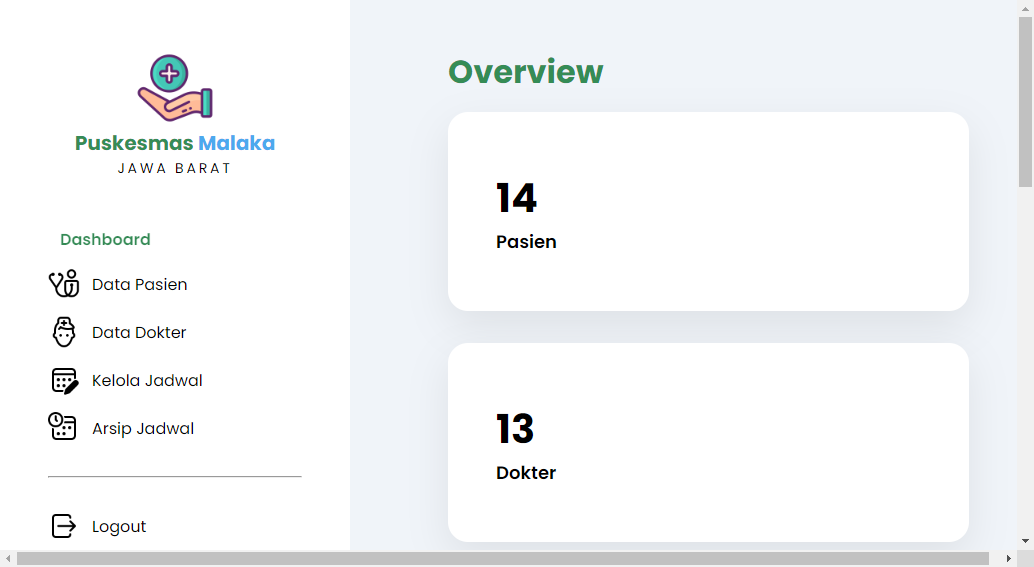 Puskesmas Malaka
JAWA BARAT
Dashboard
Data Pasien
Data Dokter
Kelola Jadwal
Arsip Jadwal
Logout
Overview
14
Pasien
13
Dokter